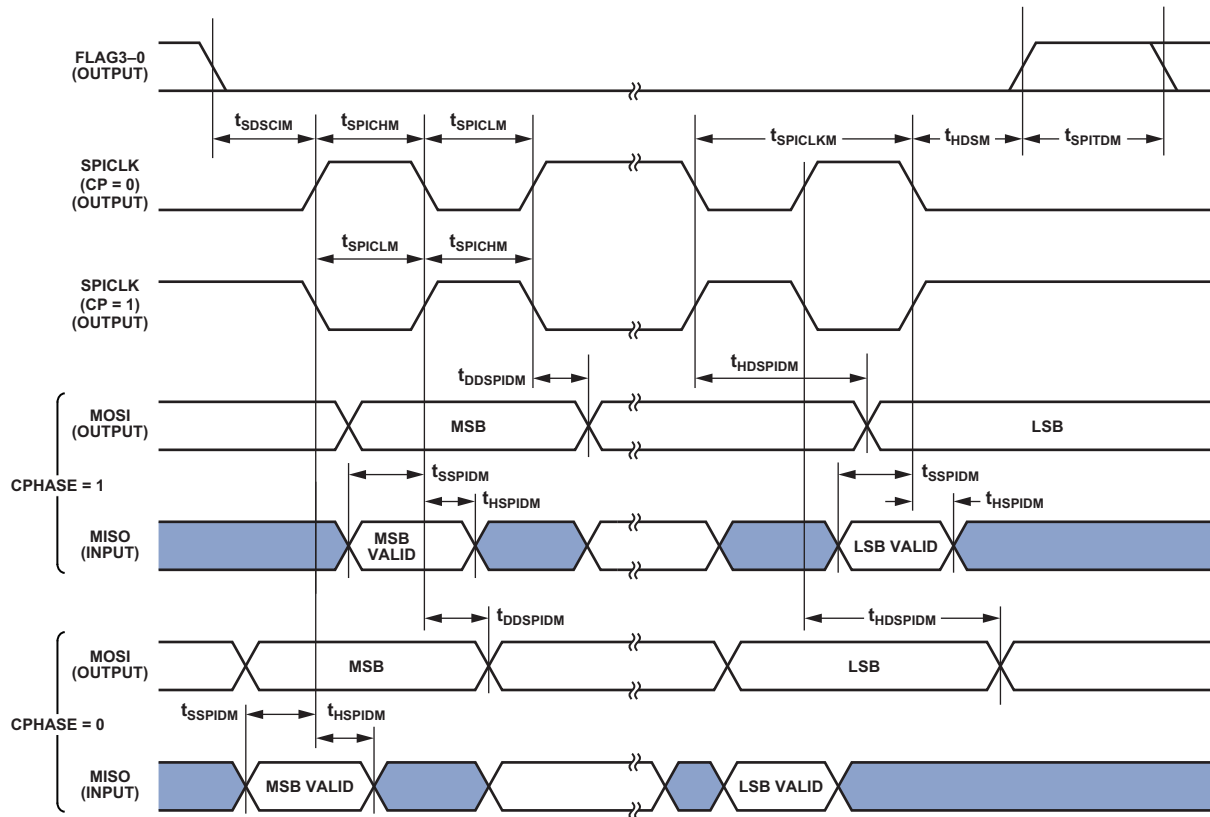 FLAG3–0
(OUTPUT)
tSDSCIM
tSPICHM
tSPICLM
tSPICLKM
tHDSM
tSPITDM
SPICLK
(CP = 0)
(OUTPUT)
tSPICLM
tSPICHM
SPICLK
(CP = 1)
(OUTPUT)
tDDSPIDM
tHDSPIDM
CPHASE = 1
MOSI
(OUTPUT)
MSB
LSB
tSSPIDM
tHSPIDM
tSSPIDM
tHSPIDM
MISO
(INPUT)
MSB
VALID
LSB VALID
tDDSPIDM
tHDSPIDM
CPHASE = 0
MOSI
(OUTPUT)
MSB
LSB
tSSPIDM
tHSPIDM
MISO
(INPUT)
MSB VALID
LSB VALID